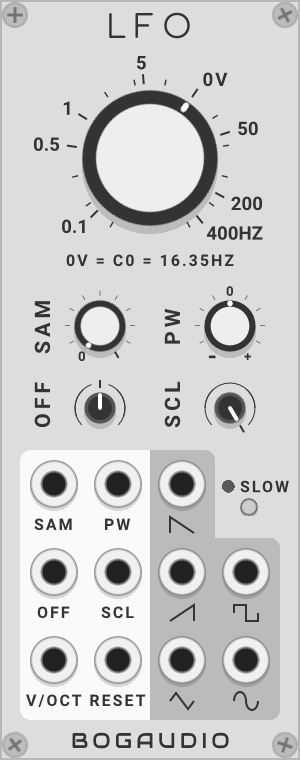 LFO
5
0V
1
50
0.5
200
0.1
400HZ
0V = C0 = 16.35HZ
SAM
0
PW
0
- +
OFF
SCL
SLOW
SAM PW
OFF SCL
V/OCT RESET
BOGAUDIO